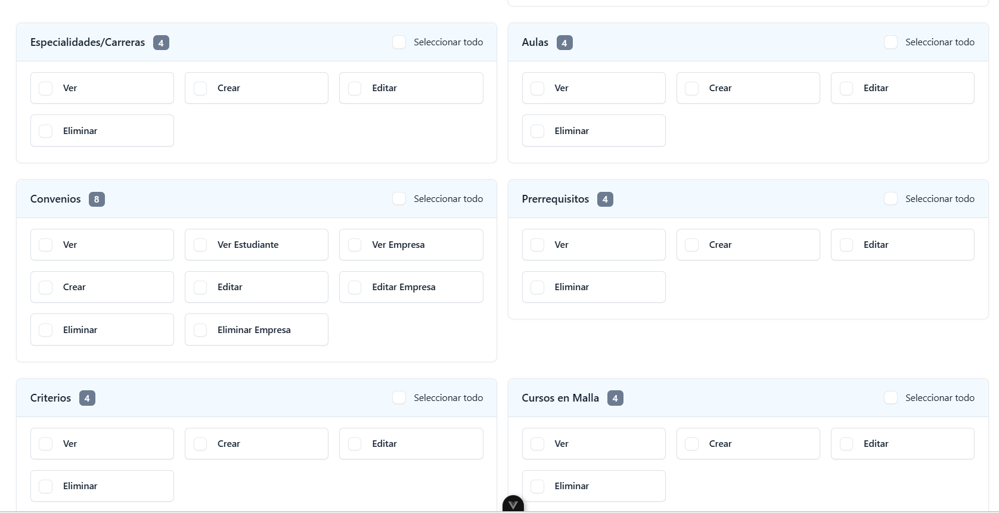 Especialidades/Carreras 4 Seleccionar todo
Ver Crear Editar
Eliminar
Aulas 4 Seleccionar todo
Ver Crear Editar
Eliminar
Convenios 8 Seleccionar todo
Ver Ver Estudiante Ver Empresa
Crear Editar Editar Empresa
Eliminar Eliminar Empresa
Prerrequisitos 4 Seleccionar todo
Ver Crear Editar
Eliminar
Criterios 4 Seleccionar todo
Ver Crear Editar
Eliminar
Cursos en Malla 4 Seleccionar todo
Ver Crear Editar
Eliminar